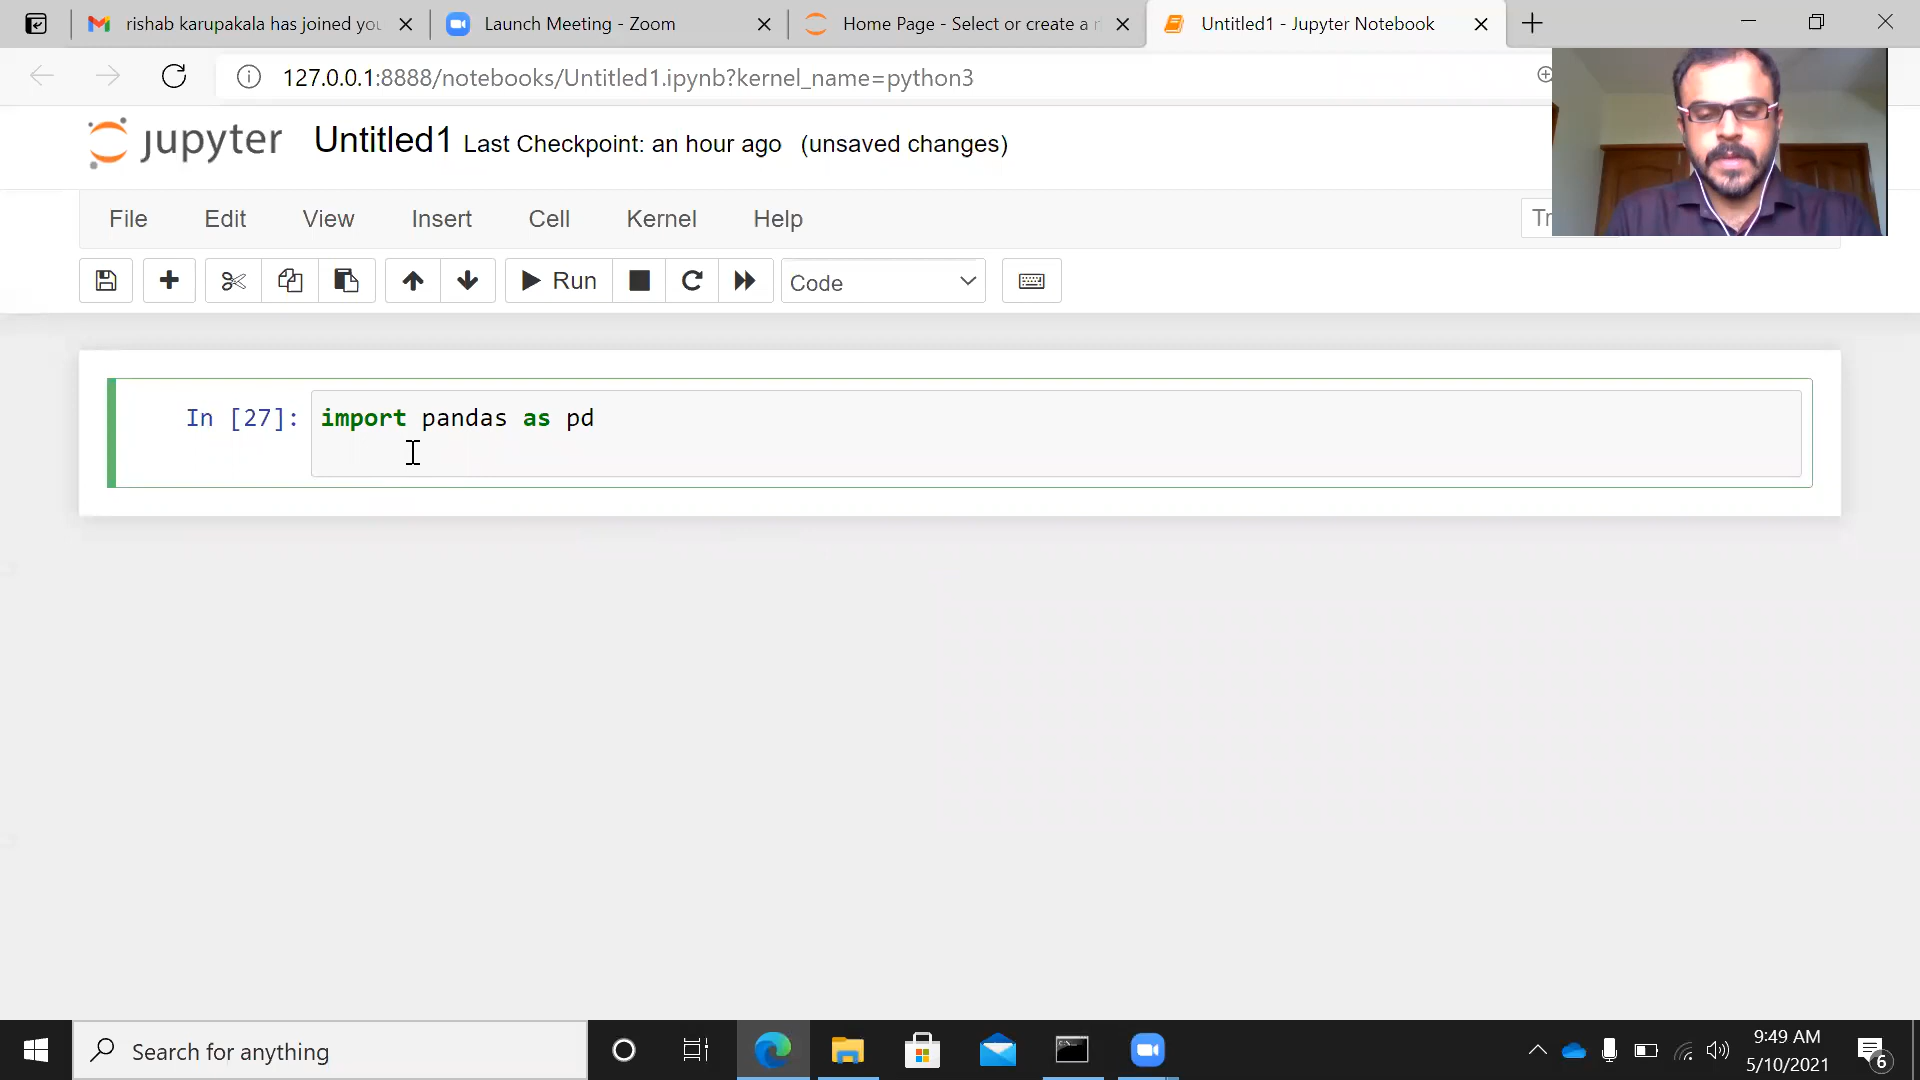 rishab karupakala has joined you
Launch Meeting - Zoom
Home Page - Select or create a n
Untitled1 - Jupyter Notebook
127.0.0.1:8888/notebooks/Untitled1.ipynb?kernel_name=python3
jupyter
Untitled1
Last Checkpoint: an hour ago (unsaved changes)
File
Edit
View
Insert
Cell
Kernel
Help
Tr
Run
Code
In [27]:
import pandas as pd
Search for anything
9:49 AM
5/10/2021
6